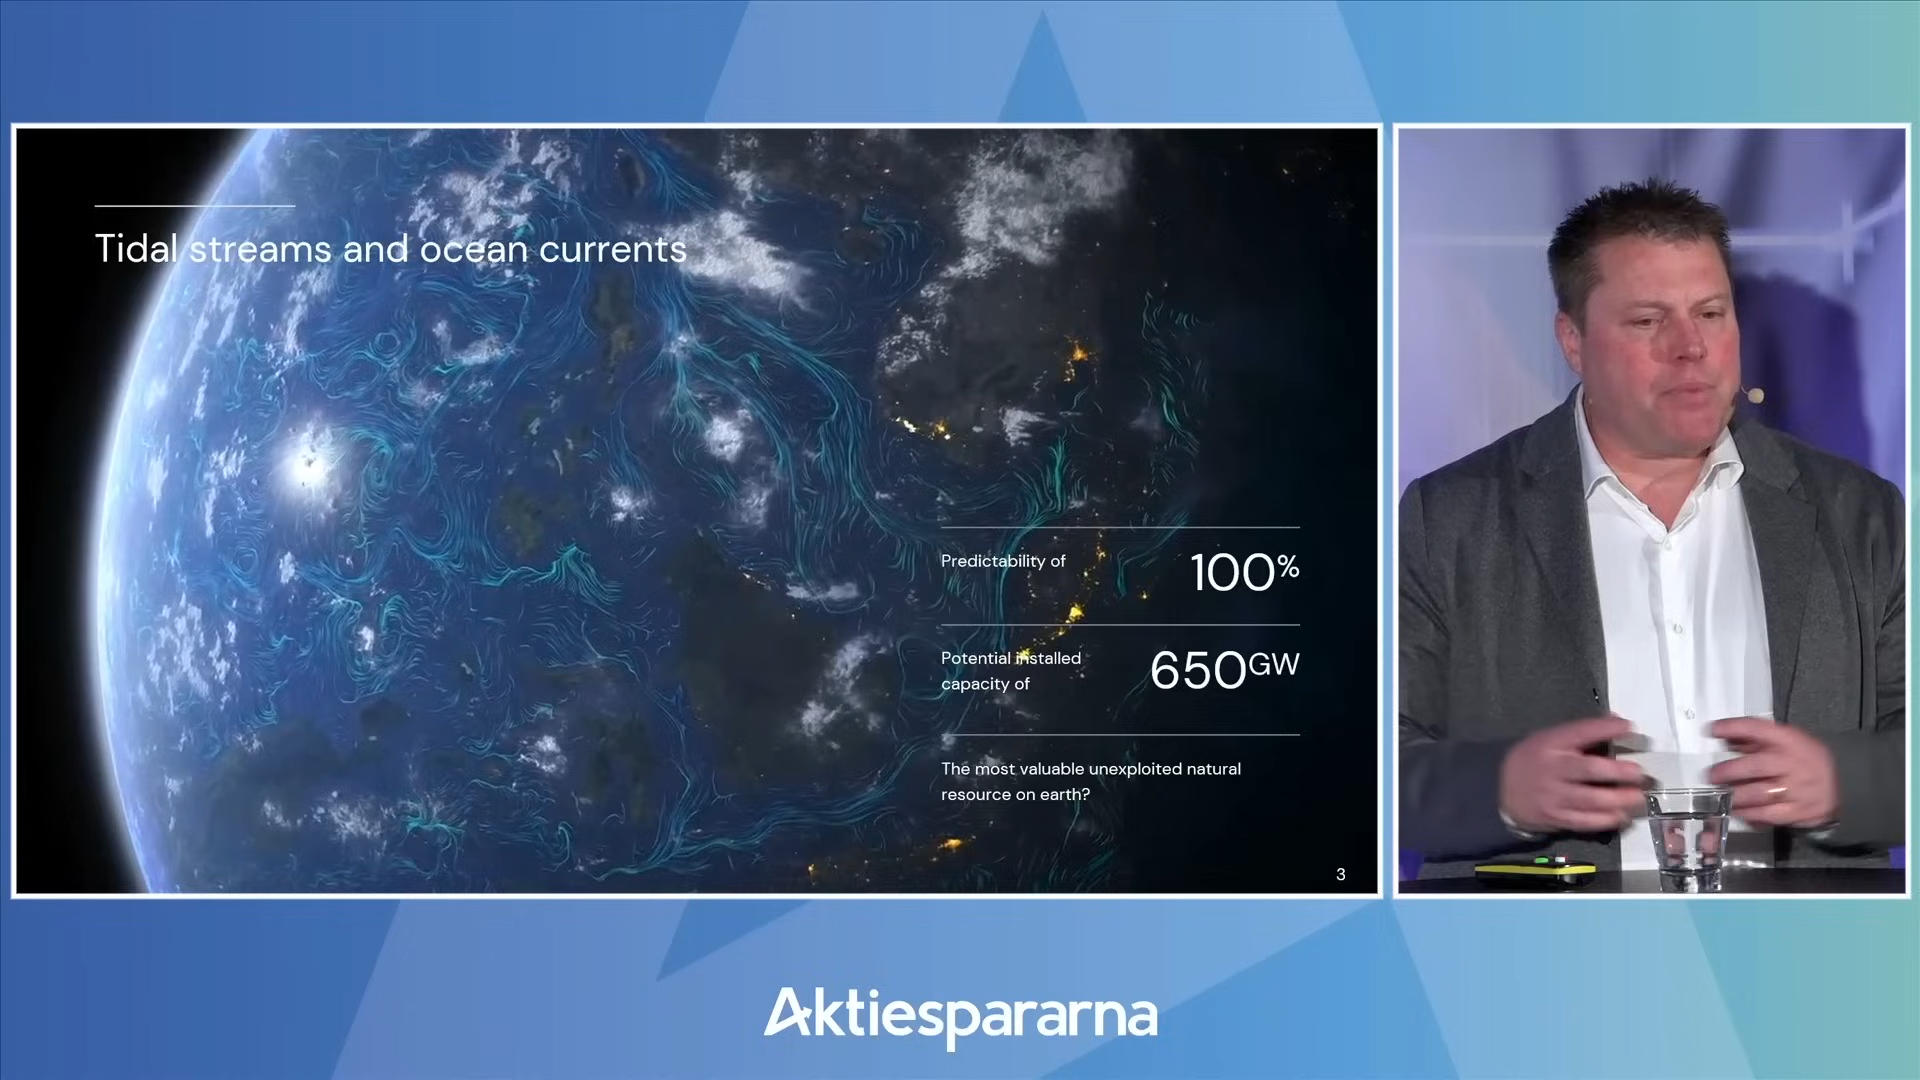 Tidal streams and ocean currents
Predictability of
100%
Potential installed
capacity of
650GW
The most valuable unexploited natural
resource on earth?
3
Aktiespararna